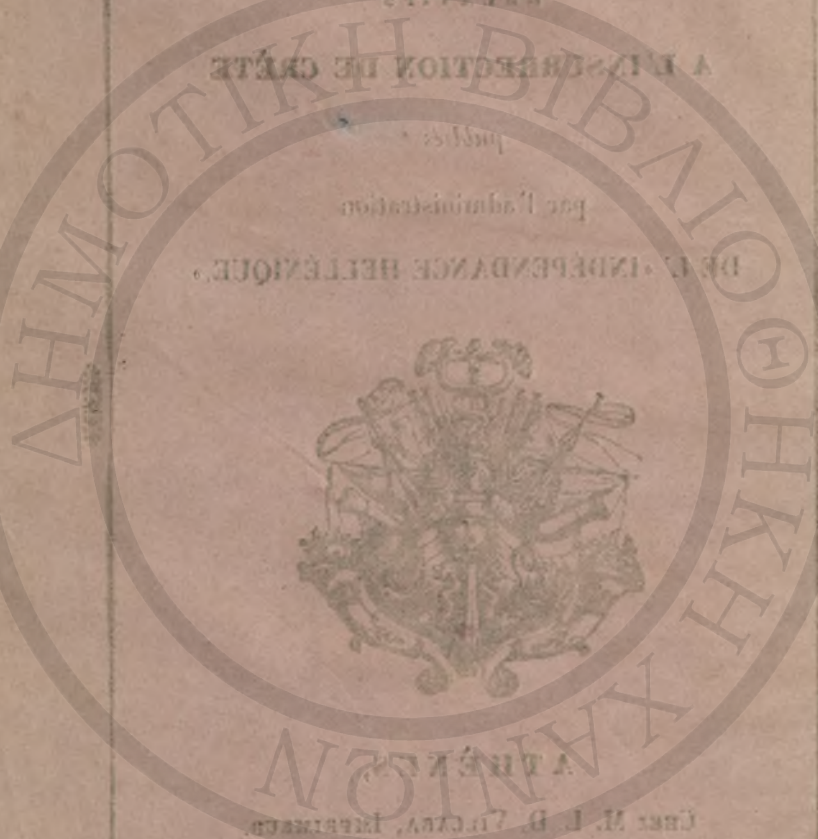 A L'INSURRECTION DE CRÈTE
publiés
par l'administration
DE L' « INDÉPENDANCE HELLÉNIQUE. »
ATHÈNES,
CHEZ M. L. D. IMPRIMEUR.
ΔΗΜΟΤΙΚΗ ΒΙΒΛΙΟΘΗΚΗ ΧΑΝΙΩΝ